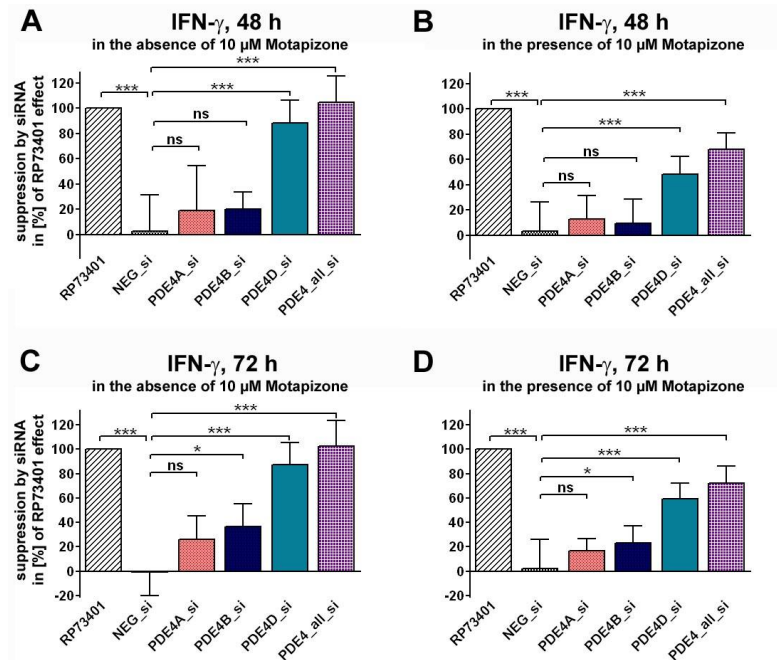 A
IFN-γ, 48 h
in the absence of 10 µM Motapizone
suppression by siRNA
in [%] of RP73401 effect
120
100
80
60
40
20
0
***
***
***
ns
ns
RP73401
NEG_si
PDE4A_si
PDE4B_si
PDE4D_si
PDE4_all_si
B
IFN-γ, 48 h
in the presence of 10 µM Motapizone
120
100
80
60
40
20
0
***
***
***
ns
ns
RP73401
NEG_si
PDE4A_si
PDE4B_si
PDE4D_si
PDE4_all_si
C
IFN-γ, 72 h
in the absence of 10 µM Motapizone
suppression by siRNA
in [%] of RP73401 effect
120
100
80
60
40
20
0
-20
***
***
***
*
ns
RP73401
NEG_si
PDE4A_si
PDE4B_si
PDE4D_si
PDE4_all_si
D
IFN-γ, 72 h
in the presence of 10 µM Motapizone
120
100
80
60
40
20
0
-20
***
***
***
*
ns
RP73401
NEG_si
PDE4A_si
PDE4B_si
PDE4D_si
PDE4_all_si